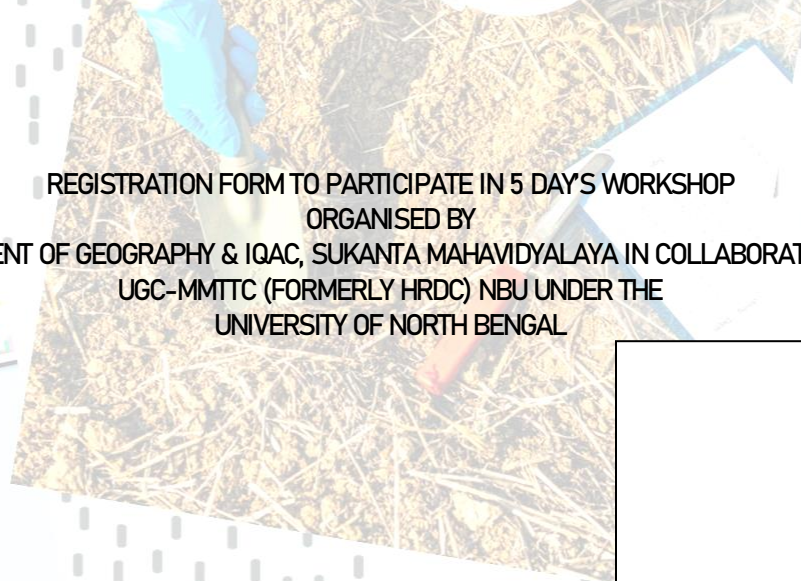 REGISTRATION FORM TO PARTICIPATE IN 5 DAY'S WORKSHOP
ORGANISED BY
ENT OF GEOGRAPHY & IQAC, SUKANTA MAHAVIDYALAYA IN COLLABORAT
UGC-MMTTC (FORMERLY HRDC) NBU UNDER THE
UNIVERSITY OF NORTH BENGAL